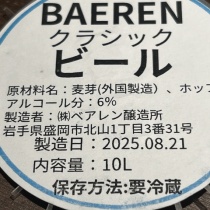 BAEREN
クラシック
ビール
原材料名：麦芽(外国製造)、ホップ
アルコール分：6%
製造者：㈱ベアレン醸造所
岩手県盛岡市北山1丁目3番31号
製造日：2025.08.21
内容量：10L
保存方法:要冷蔵